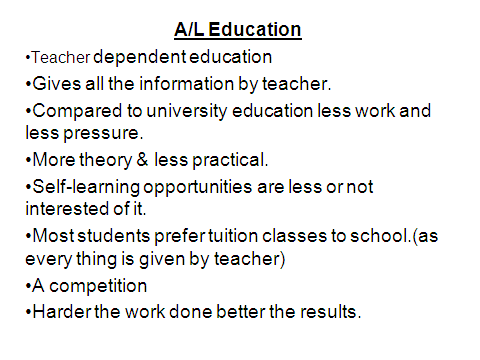 A/L Education
•Teacher dependent education
•Gives all the information by teacher.
•Compared to university education less work and
less pressure.
•More theory & less practical.
•Self-learning opportunities are less or not
interested of it.
•Most students prefer tuition classes to school.(as
every thing is given by teacher)
•A competition
•Harder the work done better the results.